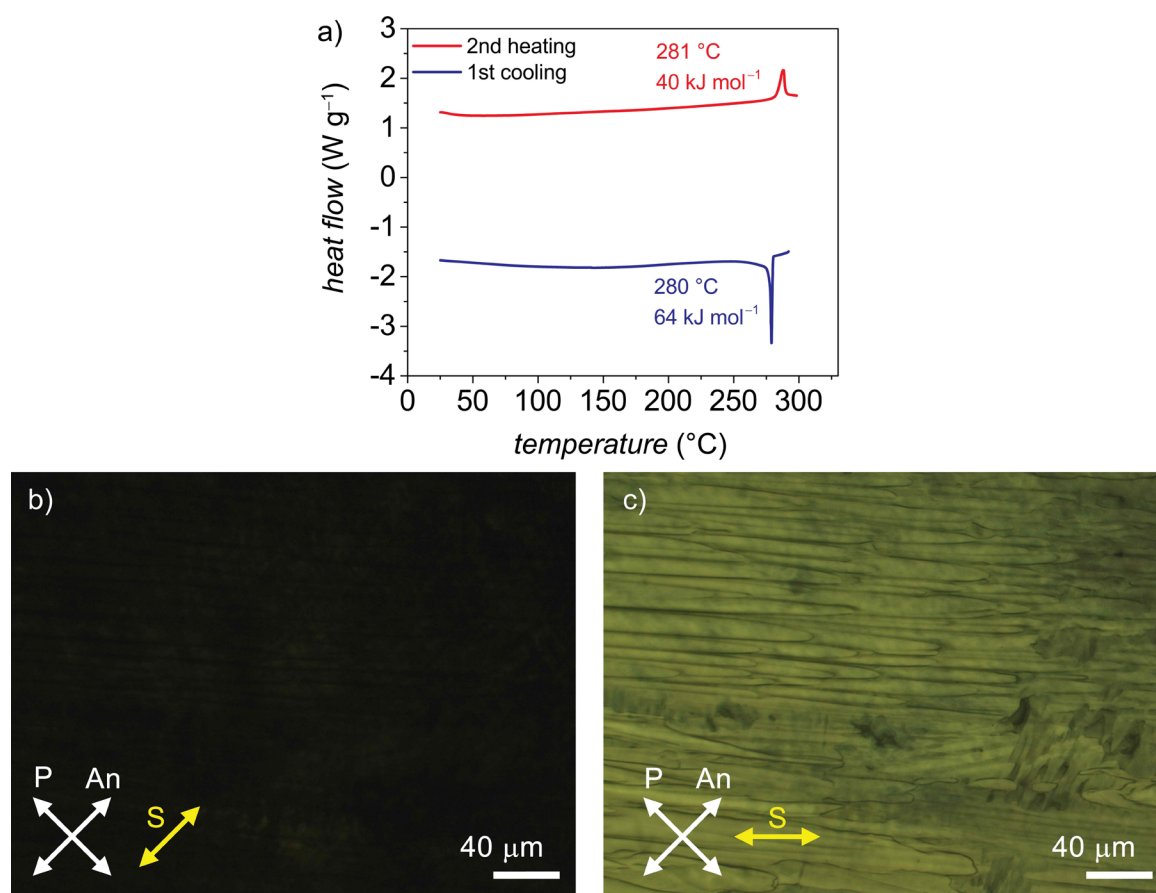 a)
2nd heating
1st cooling
281 °C
40 kJ mol⁻¹
280 °C
64 kJ mol⁻¹
heat flow (W g⁻¹)
3
2
1
0
-1
-2
-3
-4
0 50 100 150 200 250 300
temperature (°C)
b)
P An
S
40 μm
c)
P An
S
40 μm